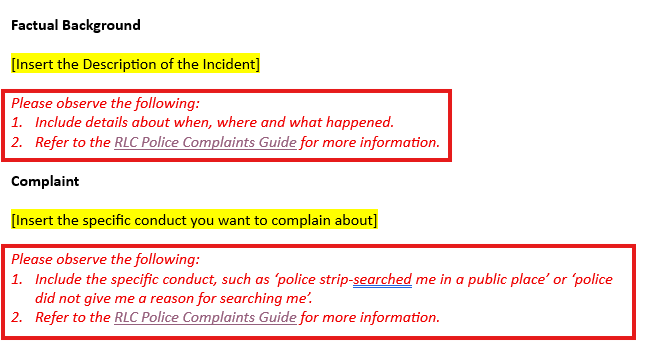 Factual Background
[Insert the Description of the Incident]
Please observe the following:
1. Include details about when, where and what happened.
2. Refer to the RLC Police Complaints Guide for more information.
Complaint
[Insert the specific conduct you want to complain about]
Please observe the following:
1. Include the specific conduct, such as ‘police strip-searched me in a public place’ or ‘police
did not give me a reason for searching me’.
2. Refer to the RLC Police Complaints Guide for more information.